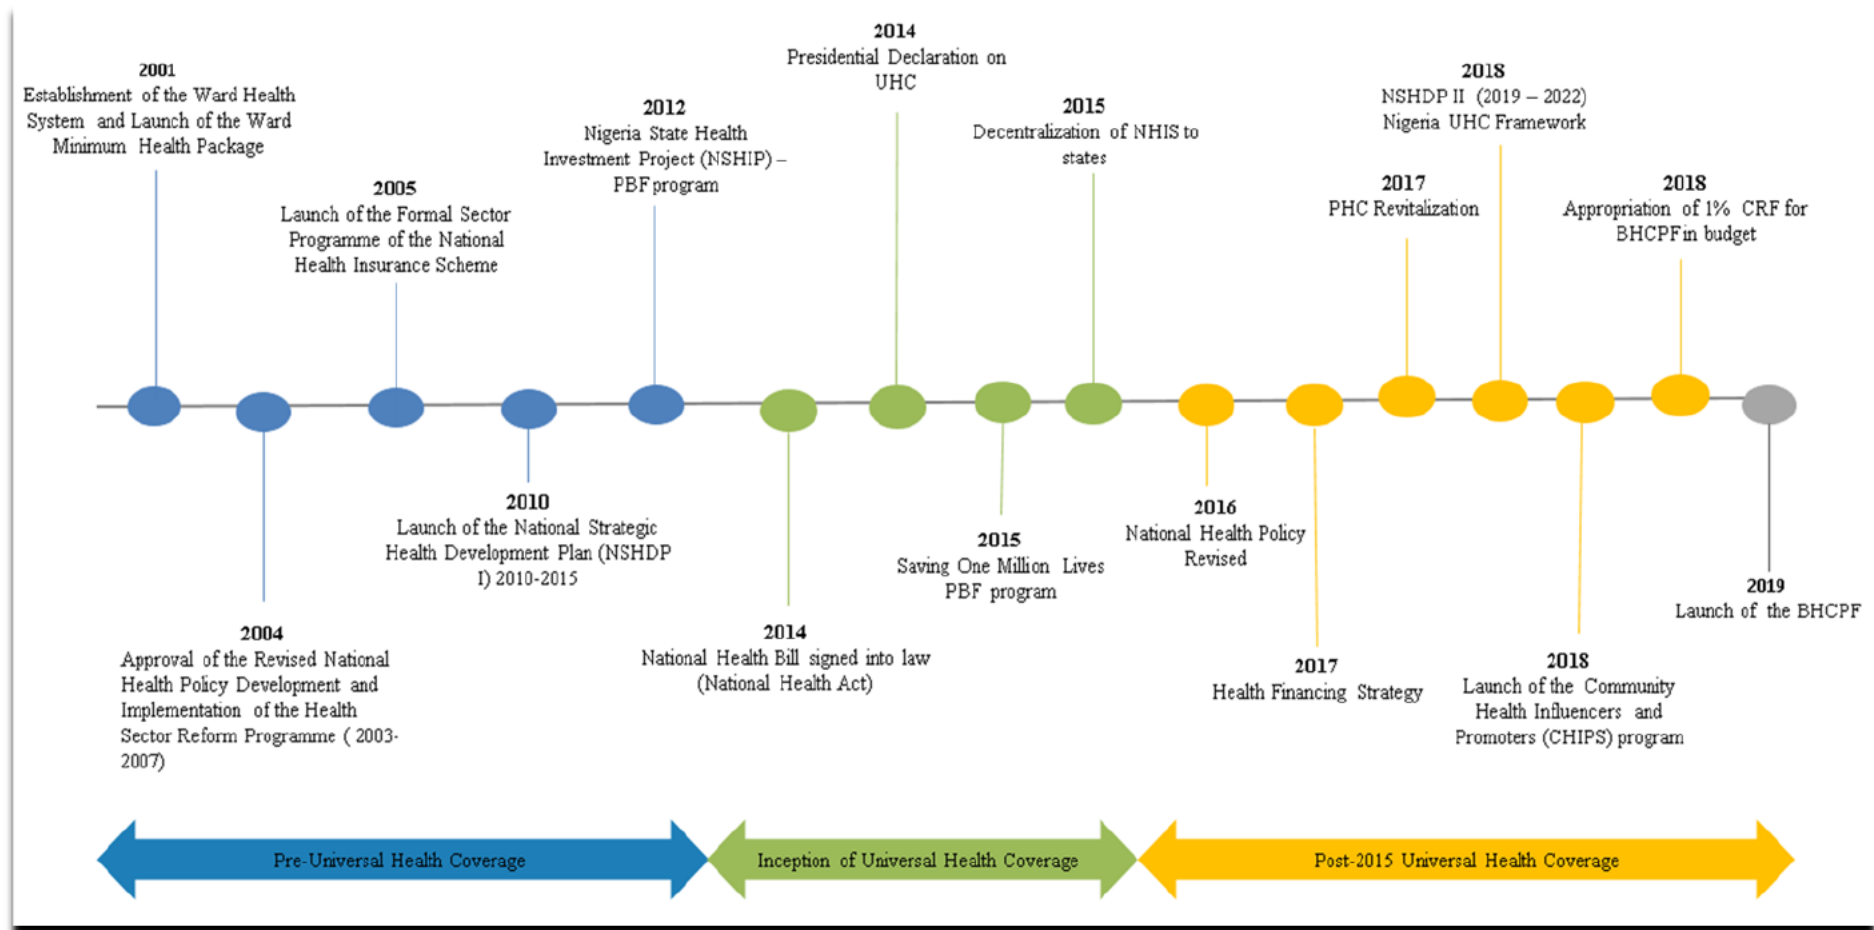 2001
Establishment of the Ward Health
System and Launch of the Ward
Minimum Health Package
2004
Approval of the Revised National
Health Policy Development and
Implementation of the Health
Sector Reform Programme ( 2003-
2007)
2005
Launch of the Formal Sector
Programme of the National
Health Insurance Scheme
2010
Launch of the National Strategic
Health Development Plan (NSHDP
I) 2010-2015
2012
Nigeria State Health
Investment Project (NSHIP) –
PBF program
2014
National Health Bill signed into law
(National Health Act)
2014
Presidential Declaration on
UHC
2015
Saving One Million Lives
PBF program
2015
Decentralization of NHIS to
states
2016
National Health Policy
Revised
2017
Health Financing Strategy
2017
PHC Revitalization
2018
NSHDP II (2019 – 2022)
Nigeria UHC Framework
2018
Launch of the Community
Health Influencers and
Promoters (CHIPS) program
2018
Appropriation of 1% CRF for
BHCPF in budget
2019
Launch of the BHCPF
Pre-Universal Health Coverage
Inception of Universal Health Coverage
Post-2015 Universal Health Coverage